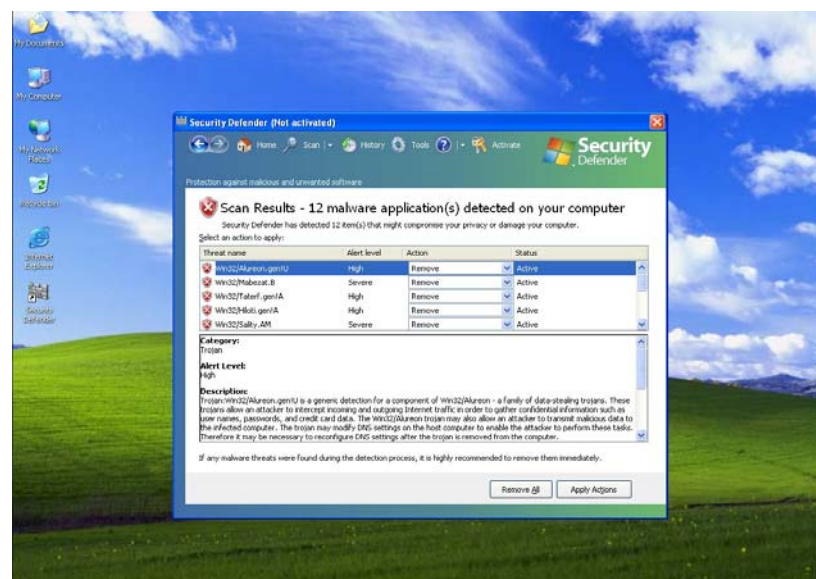 My Documents
My Computer
My Network
Places
Recycle Bin
Internet
Explorer
Security
Defender
Security Defender (Not activated)
Home Scan History Tools Activate
Security
Defender
Protection against malicious and unwanted software
Scan Results - 12 malware application(s) detected on your computer
Security Defender has detected 12 item(s) that might compromise your privacy or damage your computer.
Select an action to apply:
Threat name Alert level Action Status
Win32/Alureon.gen!U High Remove Active
Win32/Mabezat.B Severe Remove Active
Win32/Taterf.gen!A High Remove Active
Win32/Hiloti.gen!A High Remove Active
Win32/Sality.AM Severe Remove Active
Category:
Trojan
Alert Level:
High
Description:
Trojan:Win32/Alureon.gen!U is a generic detection for a component of Win32/Alureon - a family of data-stealing trojans. These
trojans allow an attacker to intercept incoming and outgoing Internet traffic in order to gather confidential information such as
user names, passwords, and credit card data. The Win32/Alureon trojan may also allow an attacker to transmit malicious data to
the infected computer. The trojan may modify DNS settings on the host computer to enable the attacker to perform these tasks.
Therefore it may be necessary to reconfigure DNS settings after the trojan is removed from the computer.
If any malware threats were found during the detection process, it is highly recommended to remove them immediately.
Remove All Apply Actions